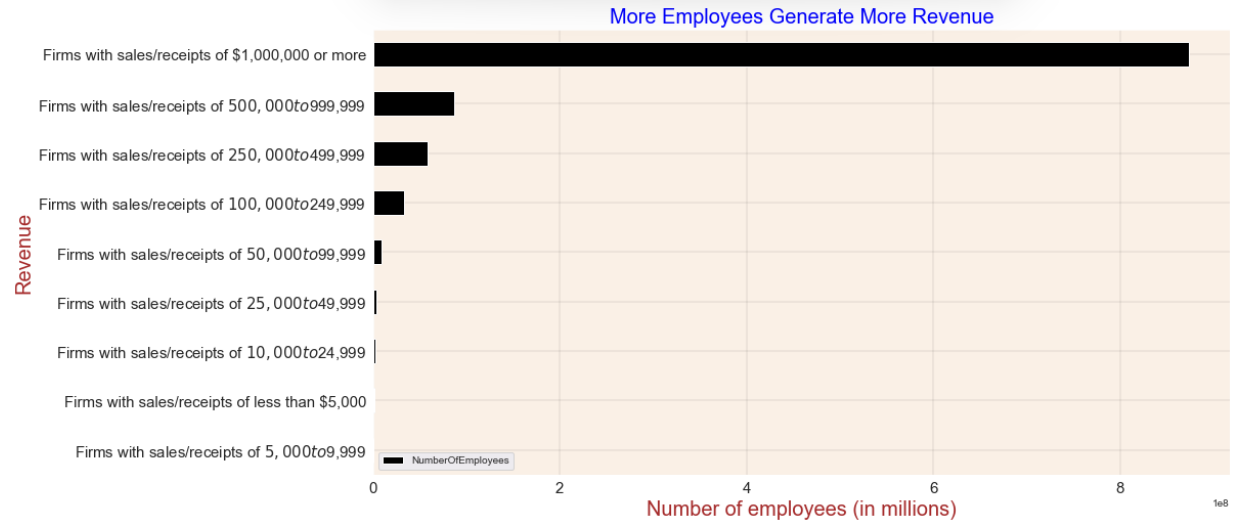 More Employees Generate More Revenue
Firms with sales/receipts of $1,000,000 or more
Firms with sales/receipts of 500,000to999,999
Firms with sales/receipts of 250,000to499,999
Firms with sales/receipts of 100,000to249,999
Firms with sales/receipts of 50,000to99,999
Firms with sales/receipts of 25,000to49,999
Firms with sales/receipts of 10,000to24,999
Firms with sales/receipts of less than $5,000
Firms with sales/receipts of 5,000to9,999
Revenue
NumberOfEmployees
0 2 4 6 8
1e8
Number of employees (in millions)